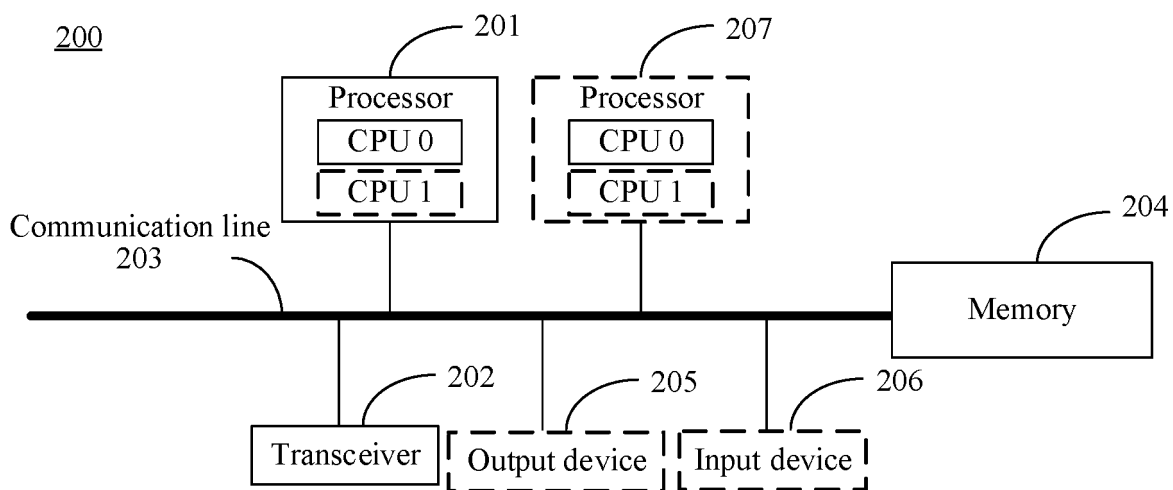 200
201
207
Processor
CPU 0
CPU 1
Processor
CPU 0
CPU 1
Communication line
203
204
Memory
202
Transceiver
205
Output device
206
Input device